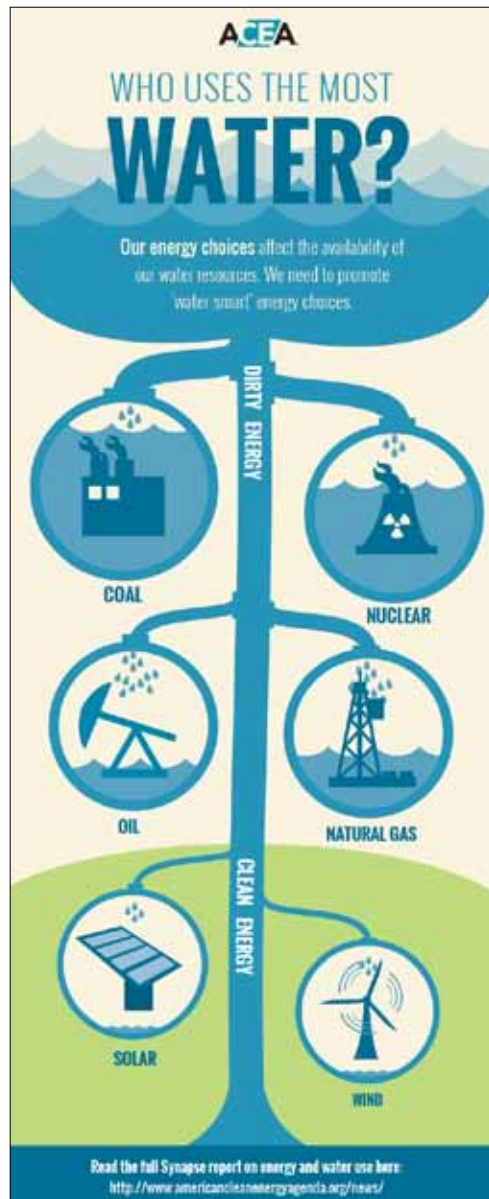 ACEA
WHO USES THE MOST
WATER?
Our energy choices affect the availability of
our water resources. We need to promote
water smart' energy choices.
DIRTY ENERGY
COAL
NUCLEAR
OIL
NATURAL GAS
CLEAN ENERGY
SOLAR
WIND
Read the full Synapse report on energy and water use here:
http://www.americancleanenergyagenda.org/news/